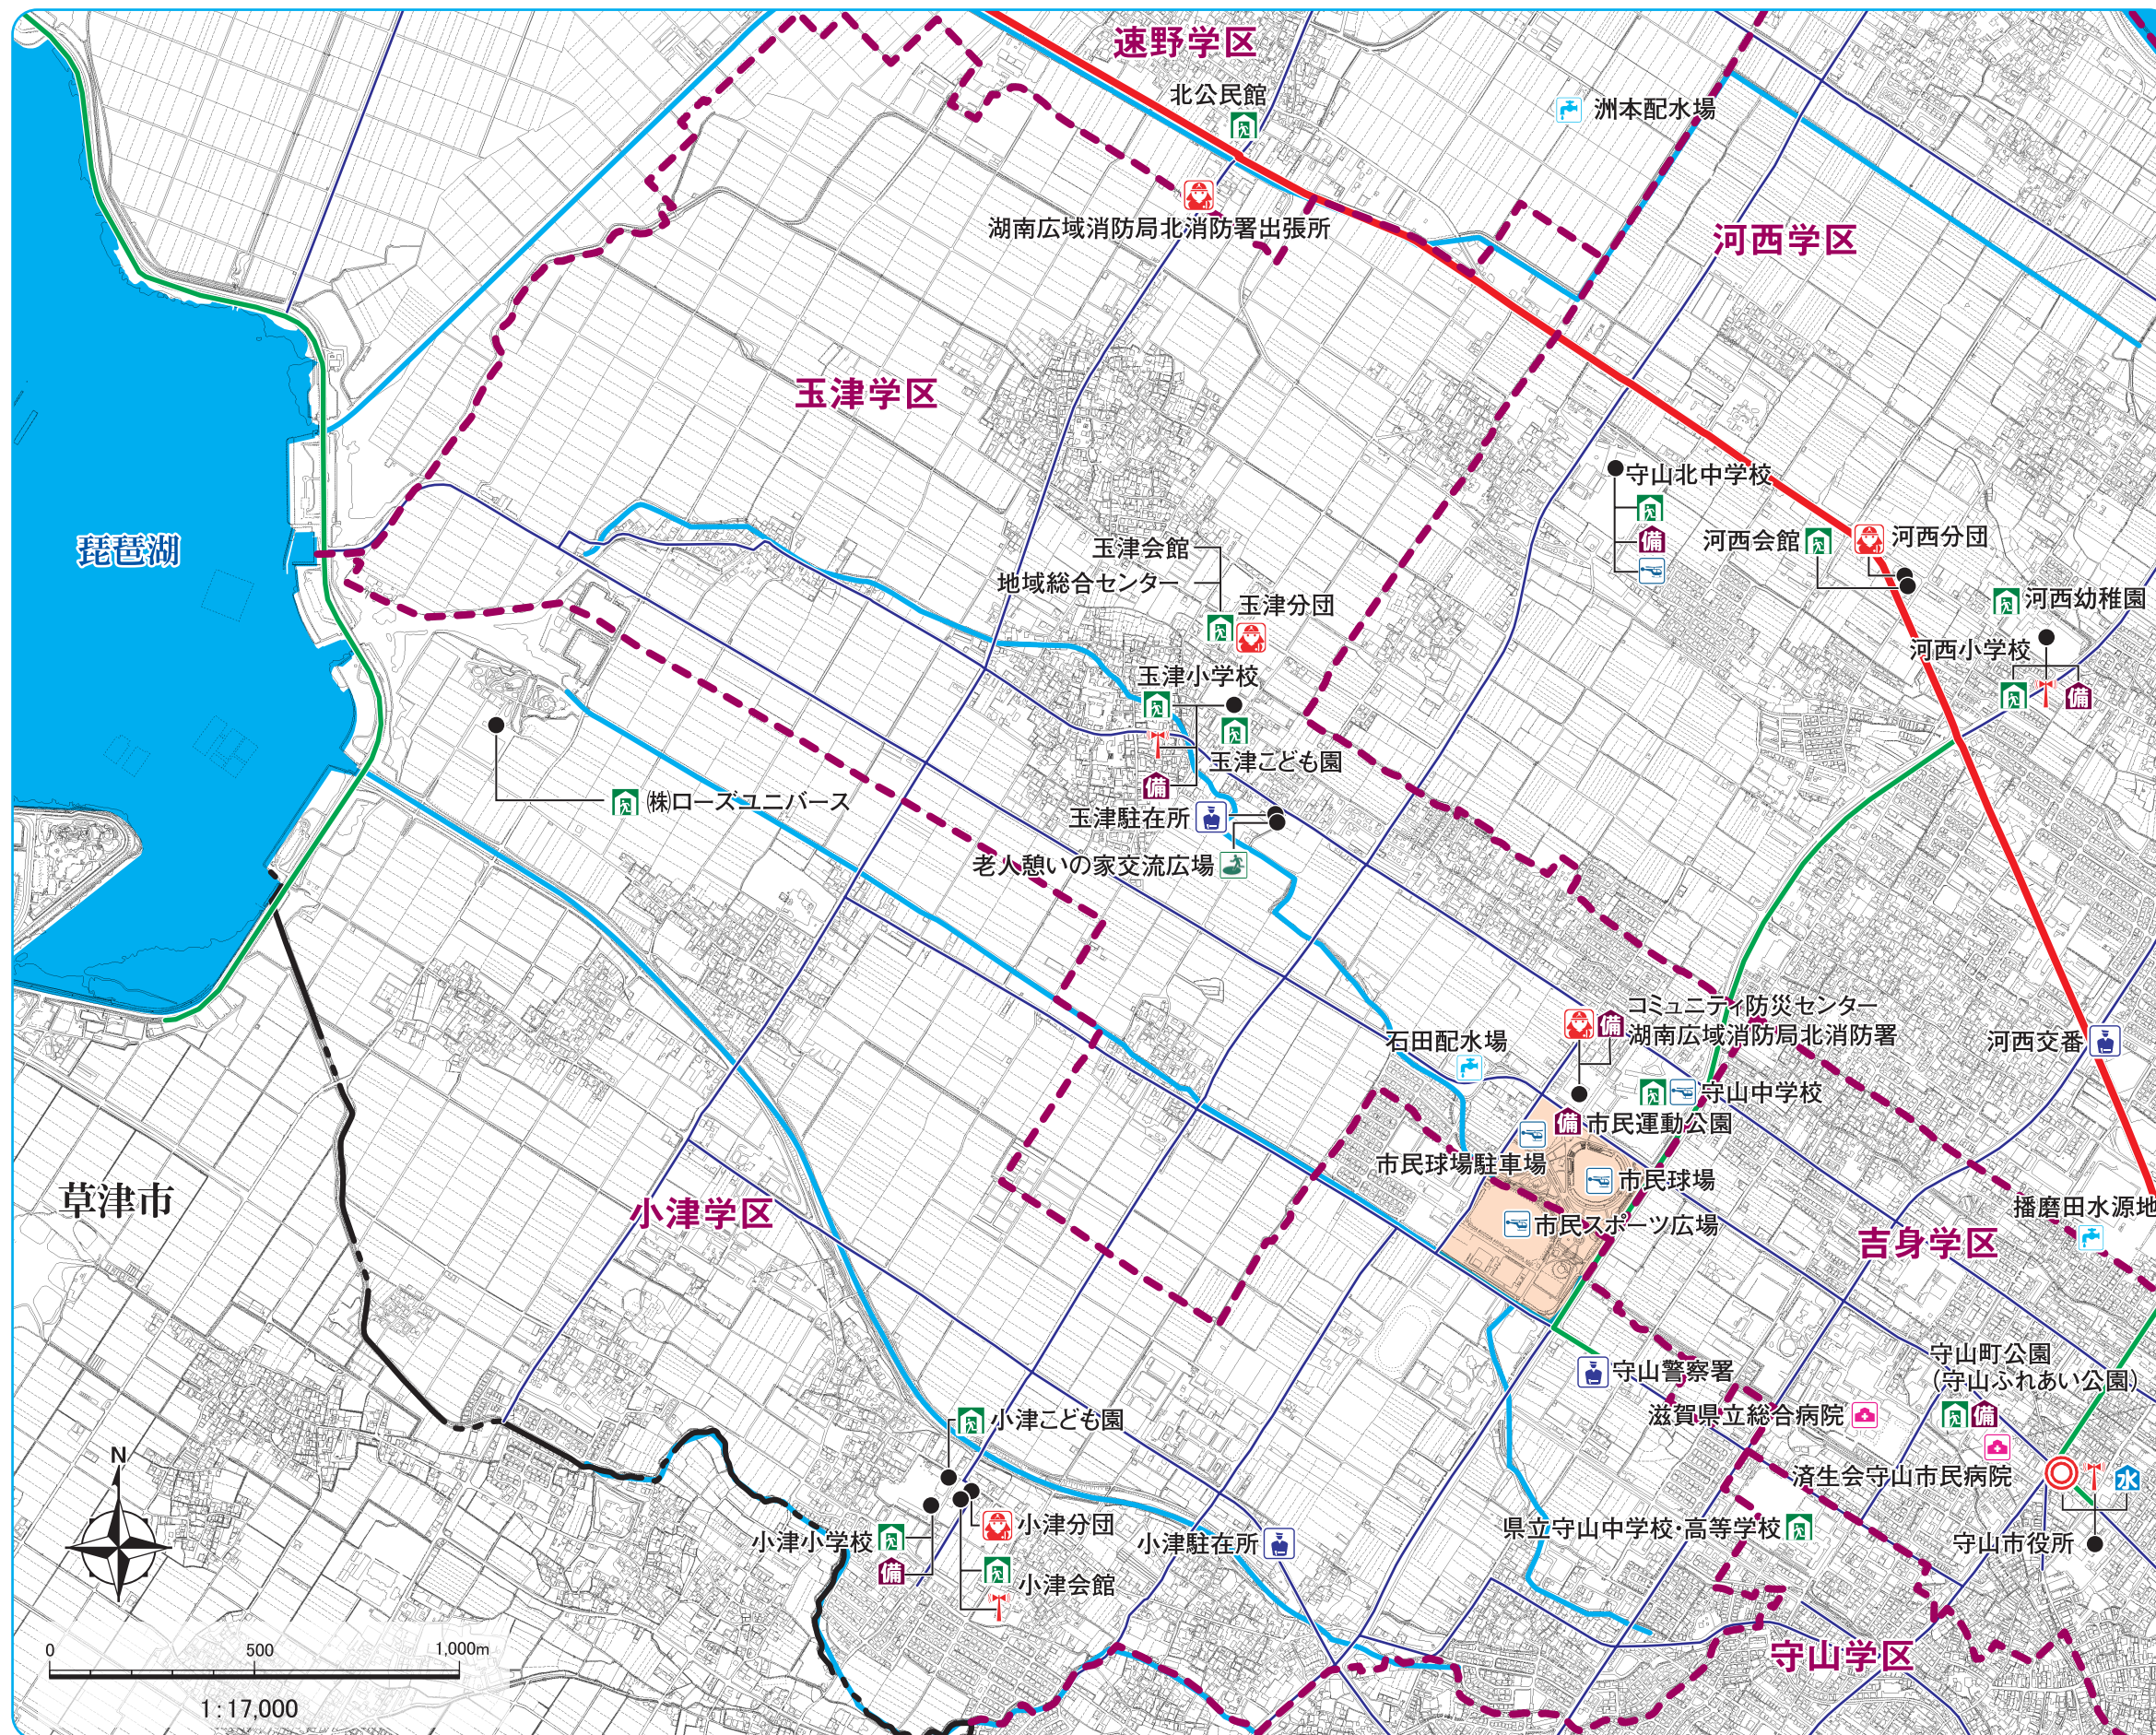 速野学区
北公民館
洲本配水場
湖南広域消防局北消防署出張所
河西学区
玉津学区
守山北中学校
備
琵琶湖
玉津会館
地域総合センター
玉津分団
河西会館
河西分団
河西幼稚園
河西小学校
備
玉津小学校
玉津こども園
備
㈱ローズユニバース
玉津駐在所
老人憩いの家交流広場
備
コミュニティ防災センター
湖南広域消防局北消防署
石田配水場
河西交番
守山中学校
備
市民運動公園
市民球場駐車場
市民球場
草津市
小津学区
市民スポーツ広場
播磨田水源地
吉身学区
守山町公園
(守山ふれあい公園)
備
守山警察署
滋賀県立総合病院
小津こども園
済生会守山市民病院
水
N
小津分団
小津小学校
備
小津駐在所
県立守山中学校・高等学校
守山市役所
小津会館
守山学区
0 500 1,000m
1:17,000